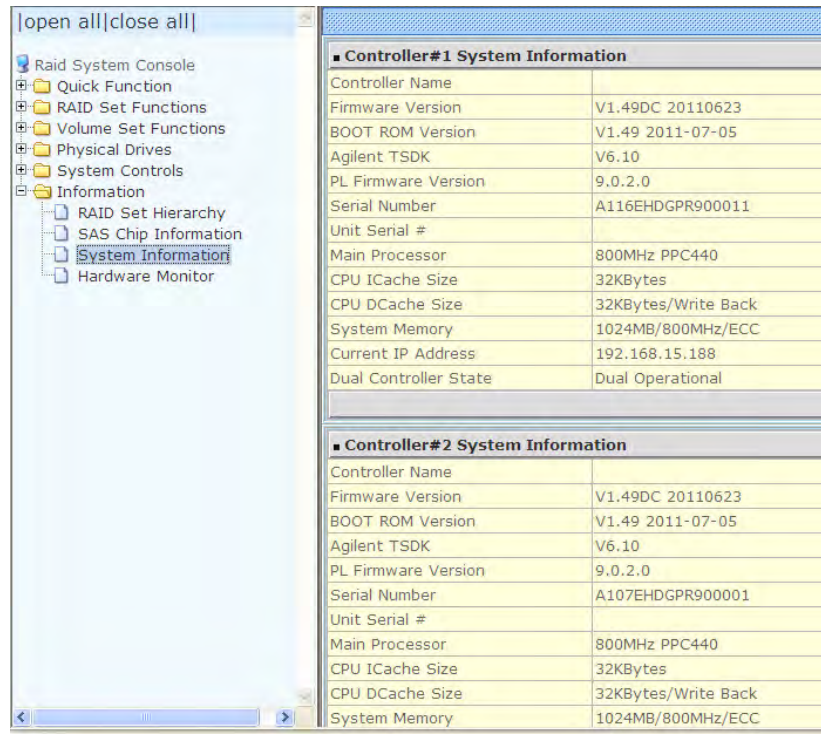 |open all|close all|
Raid System Console
Quick Function
RAID Set Functions
Volume Set Functions
Physical Drives
System Controls
Information
RAID Set Hierarchy
SAS Chip Information
System Information
Hardware Monitor
Controller#1 System Information
Controller Name
Firmware Version V1.49DC 20110623
BOOT ROM Version V1.49 2011-07-05
Agilent TSDK V6.10
PL Firmware Version 9.0.2.0
Serial Number A116EHDGPR900011
Unit Serial #
Main Processor 800MHz PPC440
CPU ICache Size 32KBytes
CPU DCache Size 32KBytes/Write Back
System Memory 1024MB/800MHz/ECC
Current IP Address 192.168.15.188
Dual Controller State Dual Operational
Controller#2 System Information
Controller Name
Firmware Version V1.49DC 20110623
BOOT ROM Version V1.49 2011-07-05
Agilent TSDK V6.10
PL Firmware Version 9.0.2.0
Serial Number A107EHDGPR900001
Unit Serial #
Main Processor 800MHz PPC440
CPU ICache Size 32KBytes
CPU DCache Size 32KBytes/Write Back
System Memory 1024MB/800MHz/ECC